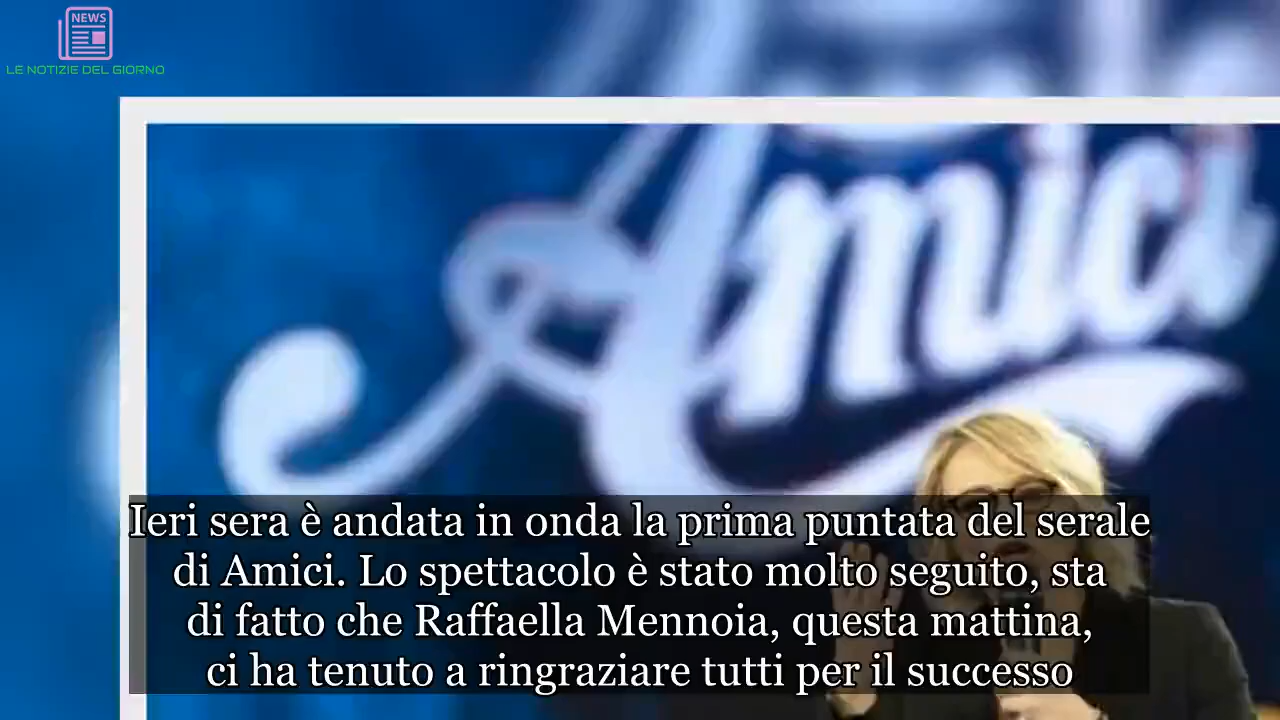 NEWS
LE NOTIZIE DEL GIORNO
Amici
Ieri sera è andata in onda la prima puntata del serale
di Amici. Lo spettacolo è stato molto seguito, sta
di fatto che Raffaella Mennoia, questa mattina,
ci ha tenuto a ringraziare tutti per il successo